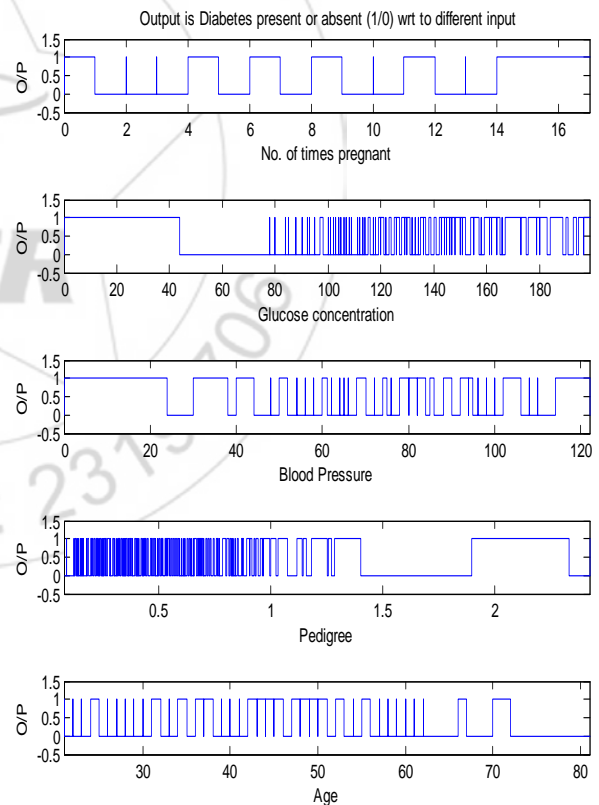 Output is Diabetes present or absent (1/0) wrt to different input
1.5
1
0.5
0
-0.5
O/P
0 2 4 6 8 10 12 14 16
No. of times pregnant
1.5
1
0.5
0
-0.5
O/P
0 20 40 60 80 100 120 140 160 180
Glucose concentration
1.5
1
0.5
0
-0.5
O/P
0 20 40 60 80 100 120
Blood Pressure
1.5
1
0.5
0
-0.5
O/P
0.5 1 1.5 2
Pedigree
1.5
1
0.5
0
-0.5
O/P
30 40 50 60 70 80
Age